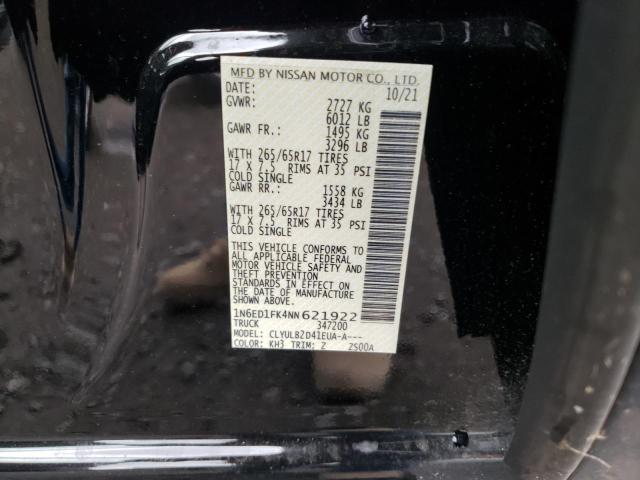 MFD BY NISSAN MOTOR CO., LTD.
DATE: 10/21
GVWR: 2727 KG
6012 LB
GAWR FR.: 1495 KG
3296 LB
WITH 265/65R17 TIRES
17 X 7.5 RIMS AT 35 PSI
COLD SINGLE
GAWR RR.: 1558 KG
3434 LB
WITH 265/65R17 TIRES
17 X 7.5 RIMS AT 35 PSI
COLD SINGLE
THIS VEHICLE CONFORMS TO
ALL APPLICABLE FEDERAL
MOTOR VEHICLE SAFETY AND
THEFT PREVENTION
STANDARDS IN EFFECT ON
THE DATE OF MANUFACTURE
SHOWN ABOVE.
1N6ED1FK4NN621922
TRUCK 347200
MODEL: CLYULBZD41EUA-A---
COLOR: KH3 TRIM: Z 2S00A